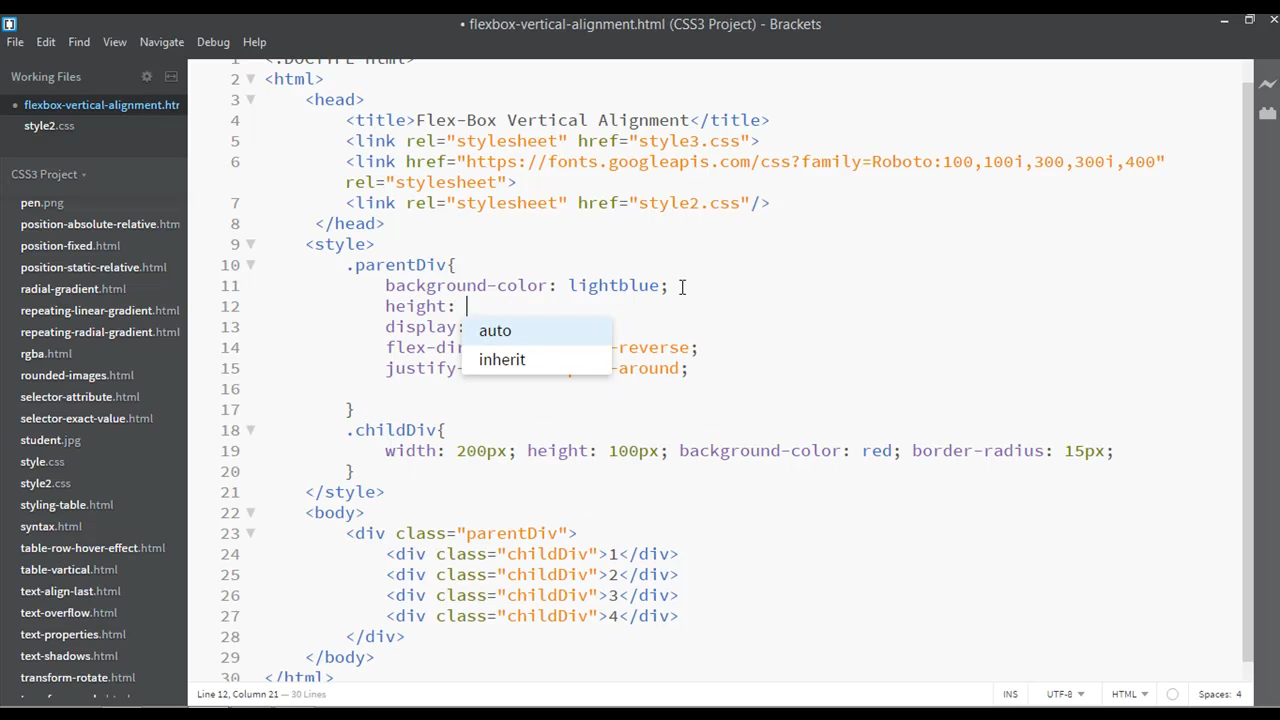 • flexbox-vertical-alignment.html (CSS3 Project) - Brackets
File Edit Find View Navigate Debug Help
Working Files
• flexbox-vertical-alignment.htr
style2.css
CSS3 Project
pen.png
position-absolute-relative.htm
position-fixed.html
position-static-relative.html
radial-gradient.html
repeating-linear-gradient.html
repeating-radial-gradient.html
rgba.html
rounded-images.html
selector-attribute.html
selector-exact-value.html
student.jpg
style.css
style2.css
styling-table.html
syntax.html
table-row-hover-effect.html
table-vartical.html
text-align-last.html
text-overflow.html
text-properties.html
text-shadows.html
transform-rotate.html
2 <html>
3 <head>
4 <title>Flex-Box Vertical Alignment</title>
5 <link rel="stylesheet" href="style3.css">
6 <link href="https://fonts.googleapis.com/css?family=Roboto:100,100i,300,300i,400"
rel="stylesheet">
7 <link rel="stylesheet" href="style2.css"/>
8 </head>
9 <style>
10 .parentDiv{
11 background-color: lightblue;
12 height:
13 display:
auto
14 flex-di -reverse;
inherit
15 justify- -around;
16
17 }
18 .childDiv{
19 width: 200px; height: 100px; background-color: red; border-radius: 15px;
20 }
21 </style>
22 <body>
23 <div class="parentDiv">
24 <div class="childDiv">1</div>
25 <div class="childDiv">2</div>
26 <div class="childDiv">3</div>
27 <div class="childDiv">4</div>
28 </div>
29 </body>
30 </html>
Line 12, Column 21 — 30 Lines
INS UTF-8 HTML Spaces: 4